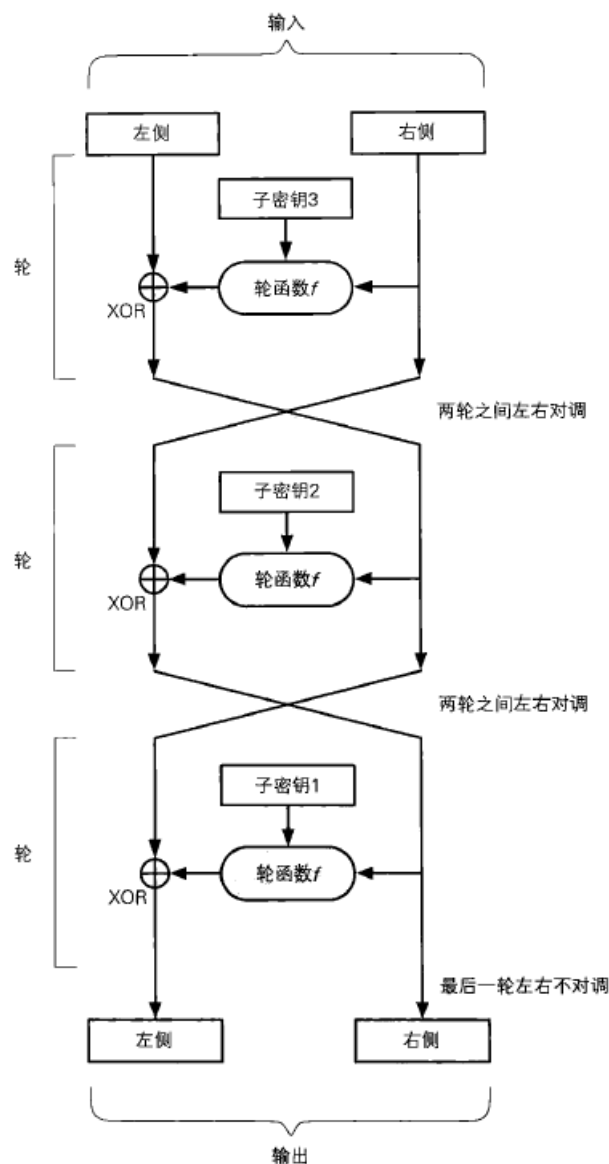 输入
左侧
右侧
子密钥3
轮
轮函数f
XOR
两轮之间左右对调
子密钥2
轮
轮函数f
XOR
两轮之间左右对调
子密钥1
轮
轮函数f
XOR
最后一轮左右不对调
左侧
右侧
输出